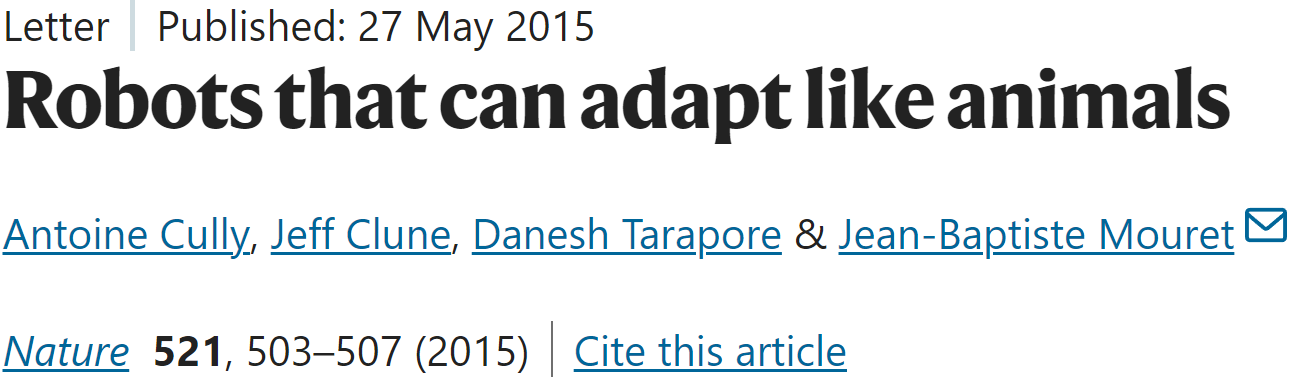 Letter | Published: 27 May 2015
Robots that can adapt like animals
Antoine Cully, Jeff Clune, Danesh Tarapore & Jean-Baptiste Mouret
Nature 521, 503–507 (2015) | Cite this article